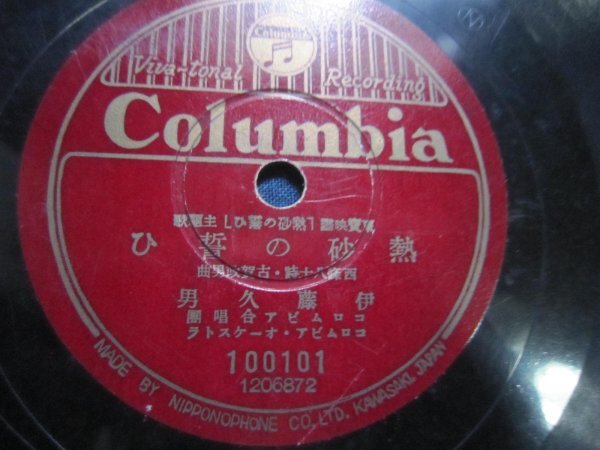 Columbia
Viva-tonal Recording
Columbia
東寶映畫「熱砂の誓ひ」主題歌
熱砂の誓ひ
西條八十詩・古賀政男曲
伊藤久男
コロムビア合唱團
コロムビア・オーケストラ
100101
1206872
MADE BY NIPPONOPHONE CO., LTD. KAWASAKI, JAPAN